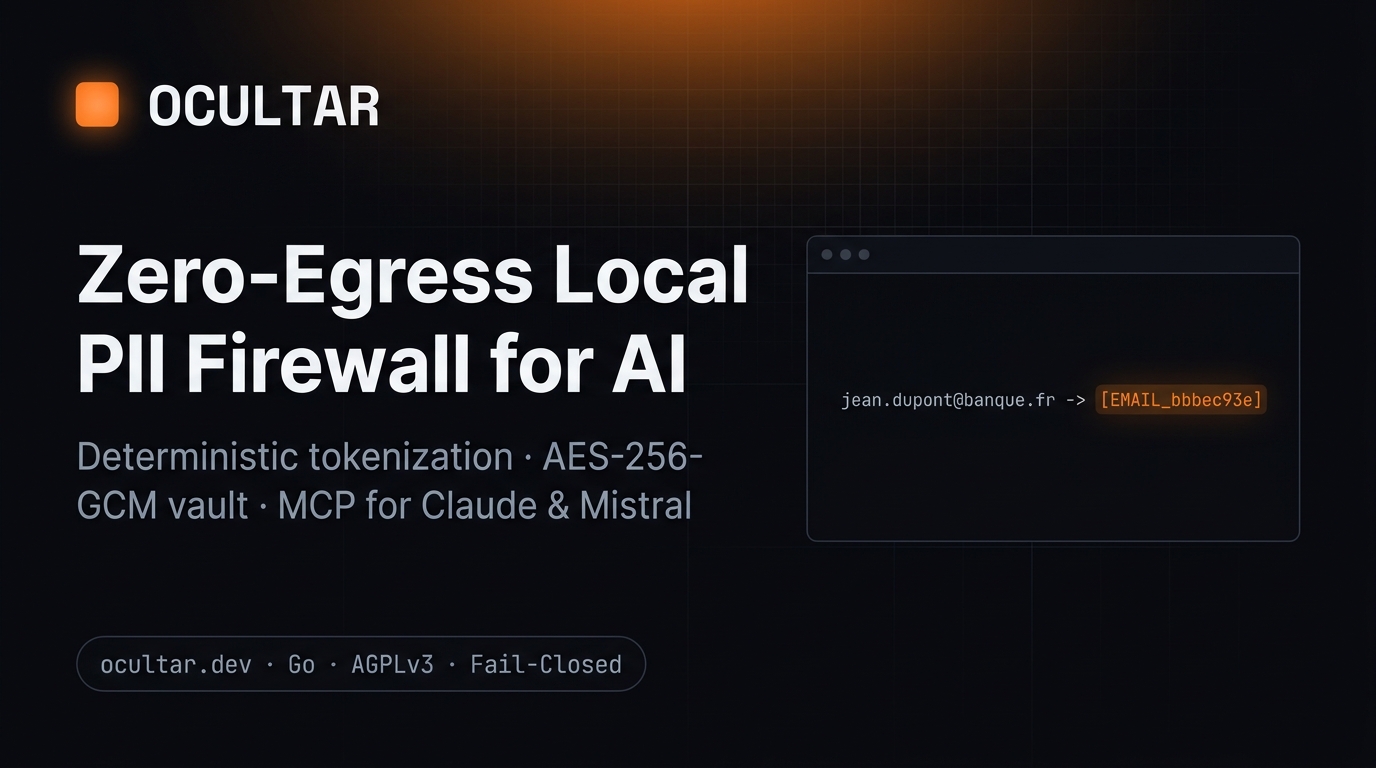 OCULTAR
Zero-Egress Local
PII Firewall for AI
Deterministic tokenization · AES-256-
GCM vault · MCP for Claude & Mistral
jean.dupont@banque.fr -> [EMAIL_bbbec93e]
ocultar.dev · Go · AGPLv3 · Fail-Closed